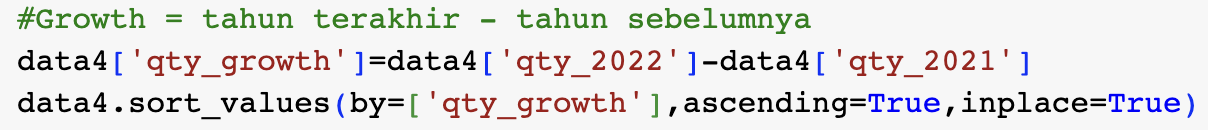 #Growth = tahun terakhir - tahun sebelumnya
data4['qty_growth']=data4['qty_2022']-data4['qty_2021']
data4.sort_values(by=['qty_growth'],ascending=True,inplace=True)